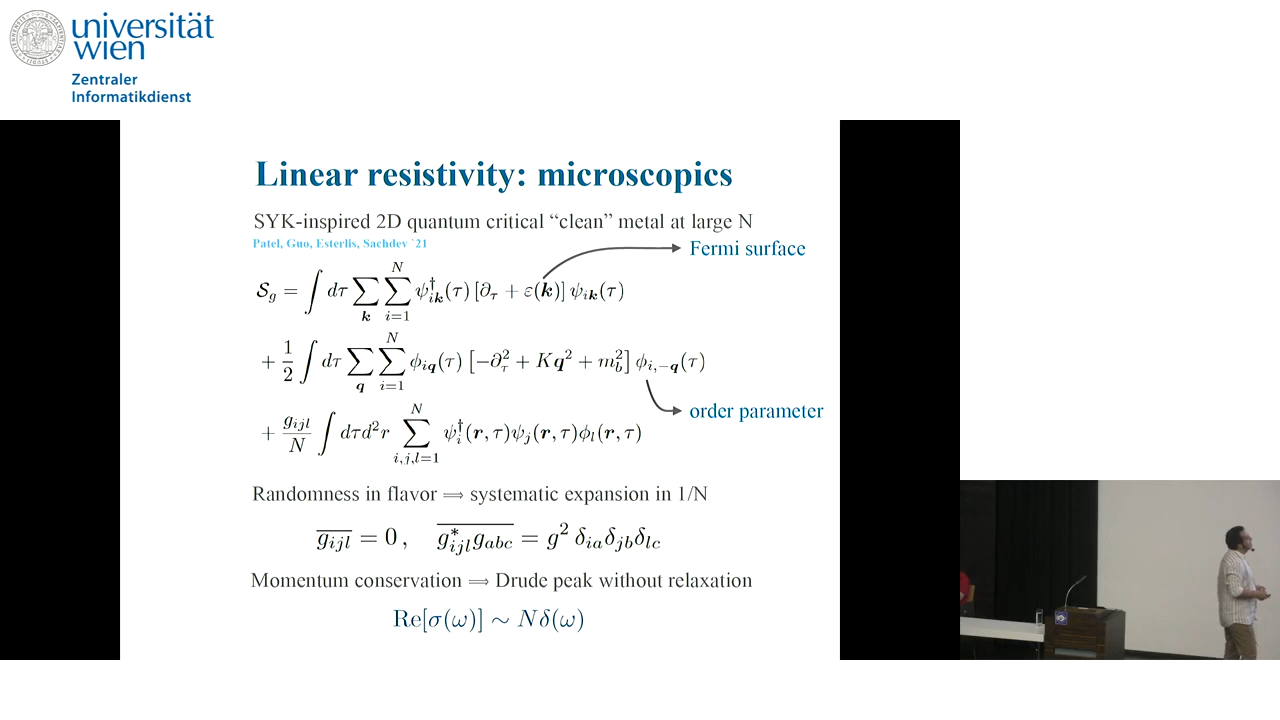 universität
wien
Zentraler
Informatikdienst
Linear resistivity: microscopics
SYK-inspired 2D quantum critical “clean” metal at large N
Patel, Guo, Esterlis, Sachdev `21
Fermi surface
$\mathcal{S}_g = \int d\tau \sum_{\boldsymbol{k}} \sum_{i=1}^{N} \psi^\dagger_{i\boldsymbol{k}}(\tau) \left[\partial_\tau + \varepsilon(\boldsymbol{k})\right] \psi_{i\boldsymbol{k}}(\tau)$
$+ \frac{1}{2} \int d\tau \sum_{\boldsymbol{q}} \sum_{i=1}^{N} \phi_{i\boldsymbol{q}}(\tau) \left[-\partial_\tau^2 + K\boldsymbol{q}^2 + m_b^2\right] \phi_{i,-\boldsymbol{q}}(\tau)$
order parameter
$+ \frac{g_{ijl}}{N} \int d\tau d^2r \sum_{i,j,l=1}^{N} \psi_i^\dagger(\boldsymbol{r},\tau)\psi_j(\boldsymbol{r},\tau)\phi_l(\boldsymbol{r},\tau)$
Randomness in flavor ⟹ systematic expansion in 1/N
$\overline{g_{ijl}} = 0\,, \quad \overline{g^*_{ijl}g_{abc}} = g^2\,\delta_{ia}\delta_{jb}\delta_{lc}$
Momentum conservation ⟹ Drude peak without relaxation
$\mathrm{Re}[\sigma(\omega)] \sim N\delta(\omega)$